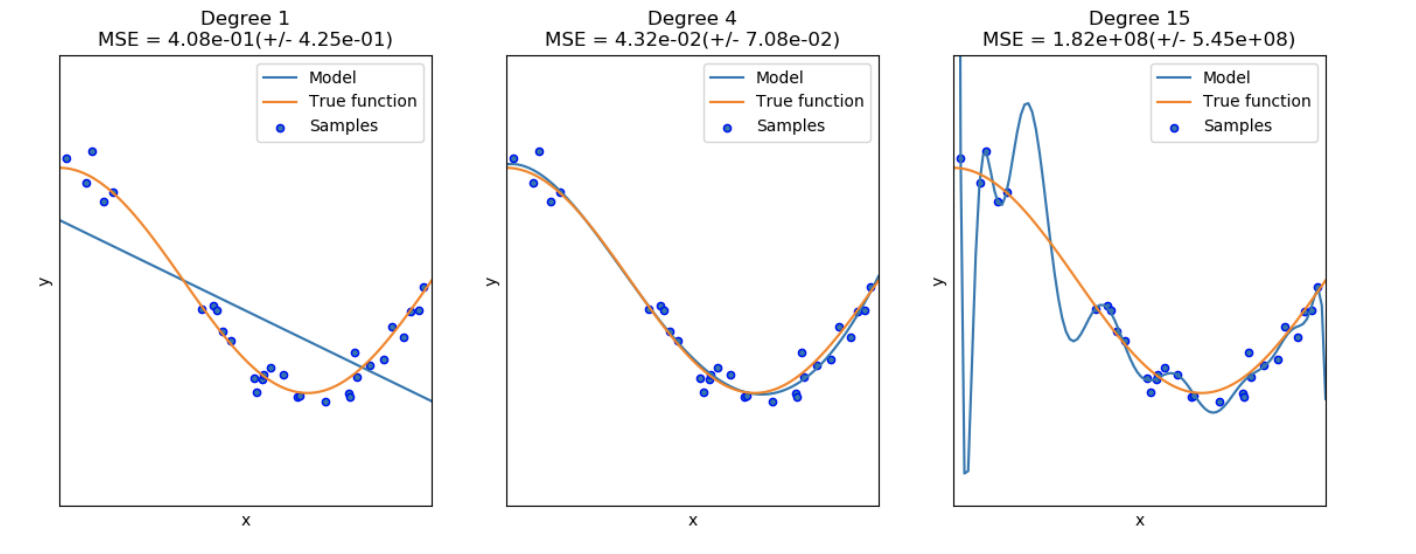 Degree 1
MSE = 4.08e-01(+/- 4.25e-01)
Model
True function
Samples
y
x
Degree 4
MSE = 4.32e-02(+/- 7.08e-02)
Model
True function
Samples
y
x
Degree 15
MSE = 1.82e+08(+/- 5.45e+08)
Model
True function
Samples
y
x